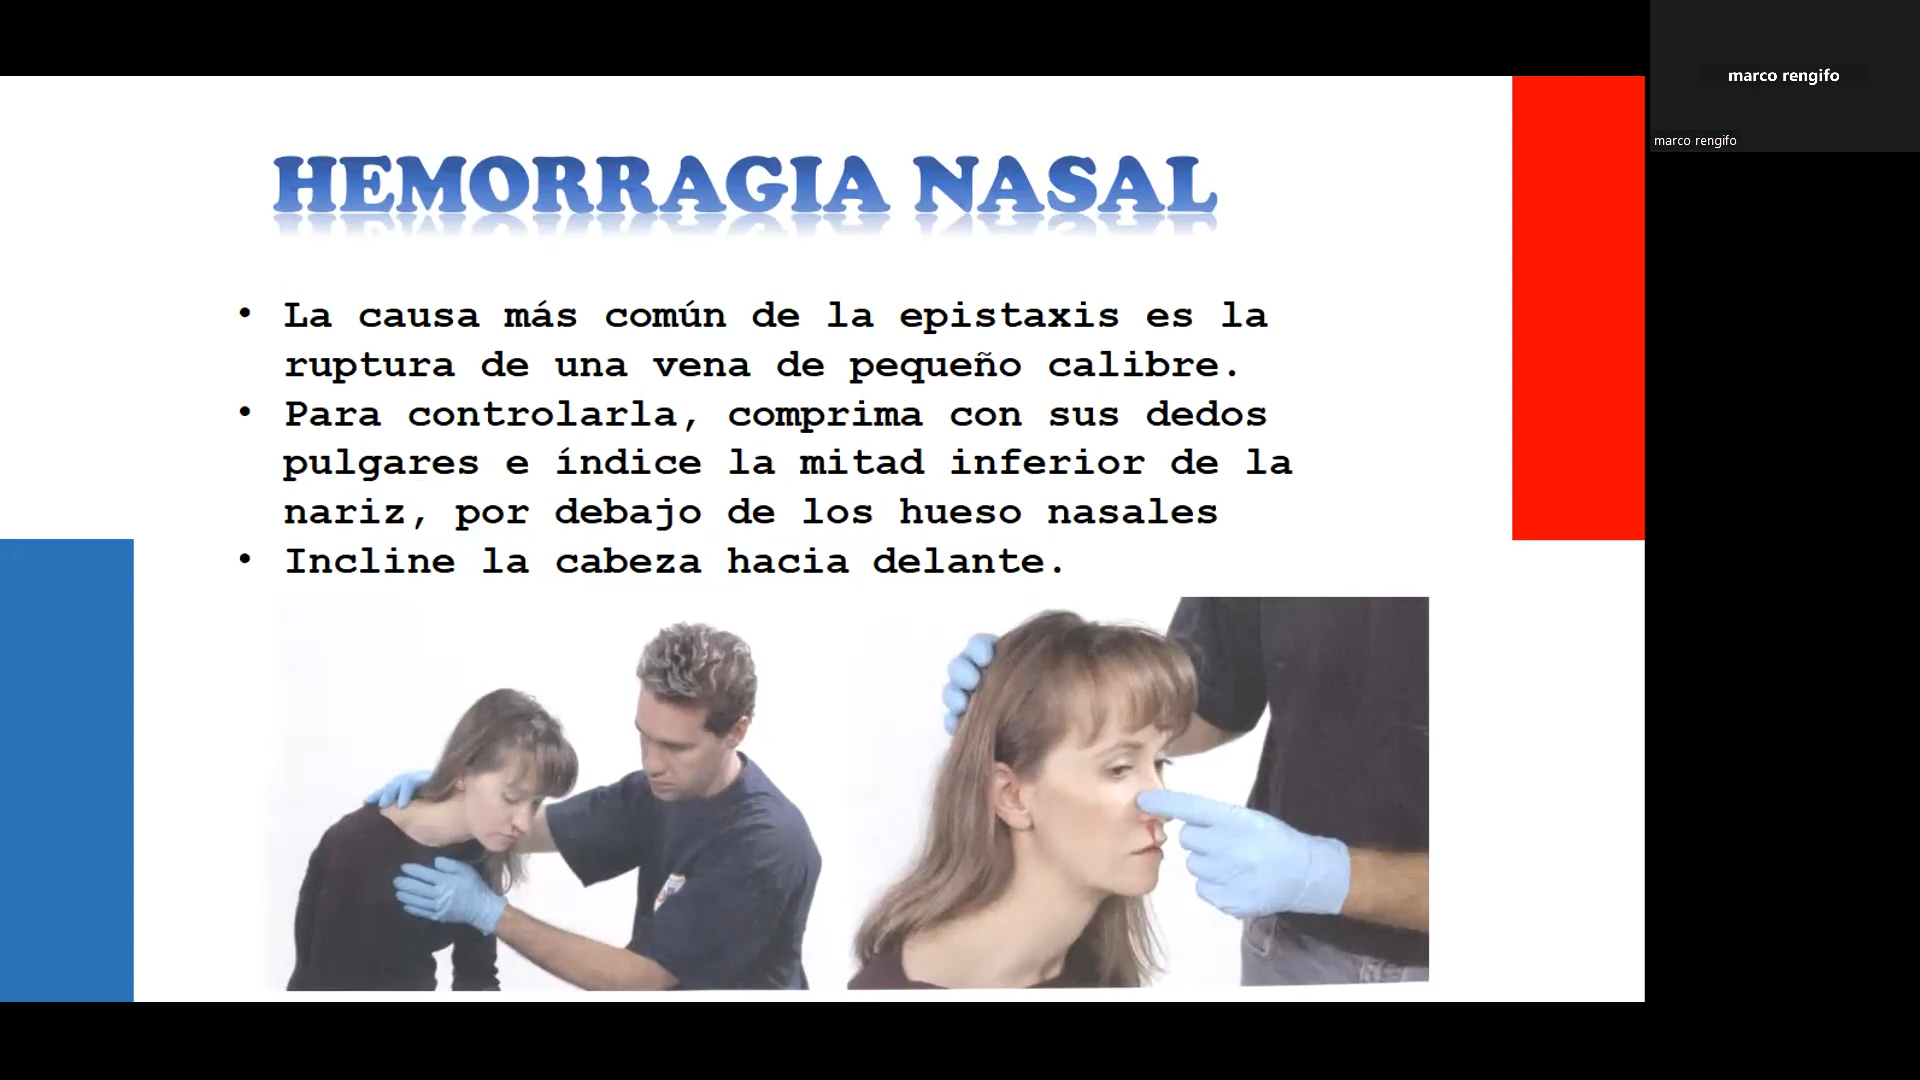 marco rengifo
marco rengifo
HEMORRAGIA NASAL
• La causa más común de la epistaxis es la
ruptura de una vena de pequeño calibre.
• Para controlarla, comprima con sus dedos
pulgares e índice la mitad inferior de la
nariz, por debajo de los hueso nasales
• Incline la cabeza hacia delante.